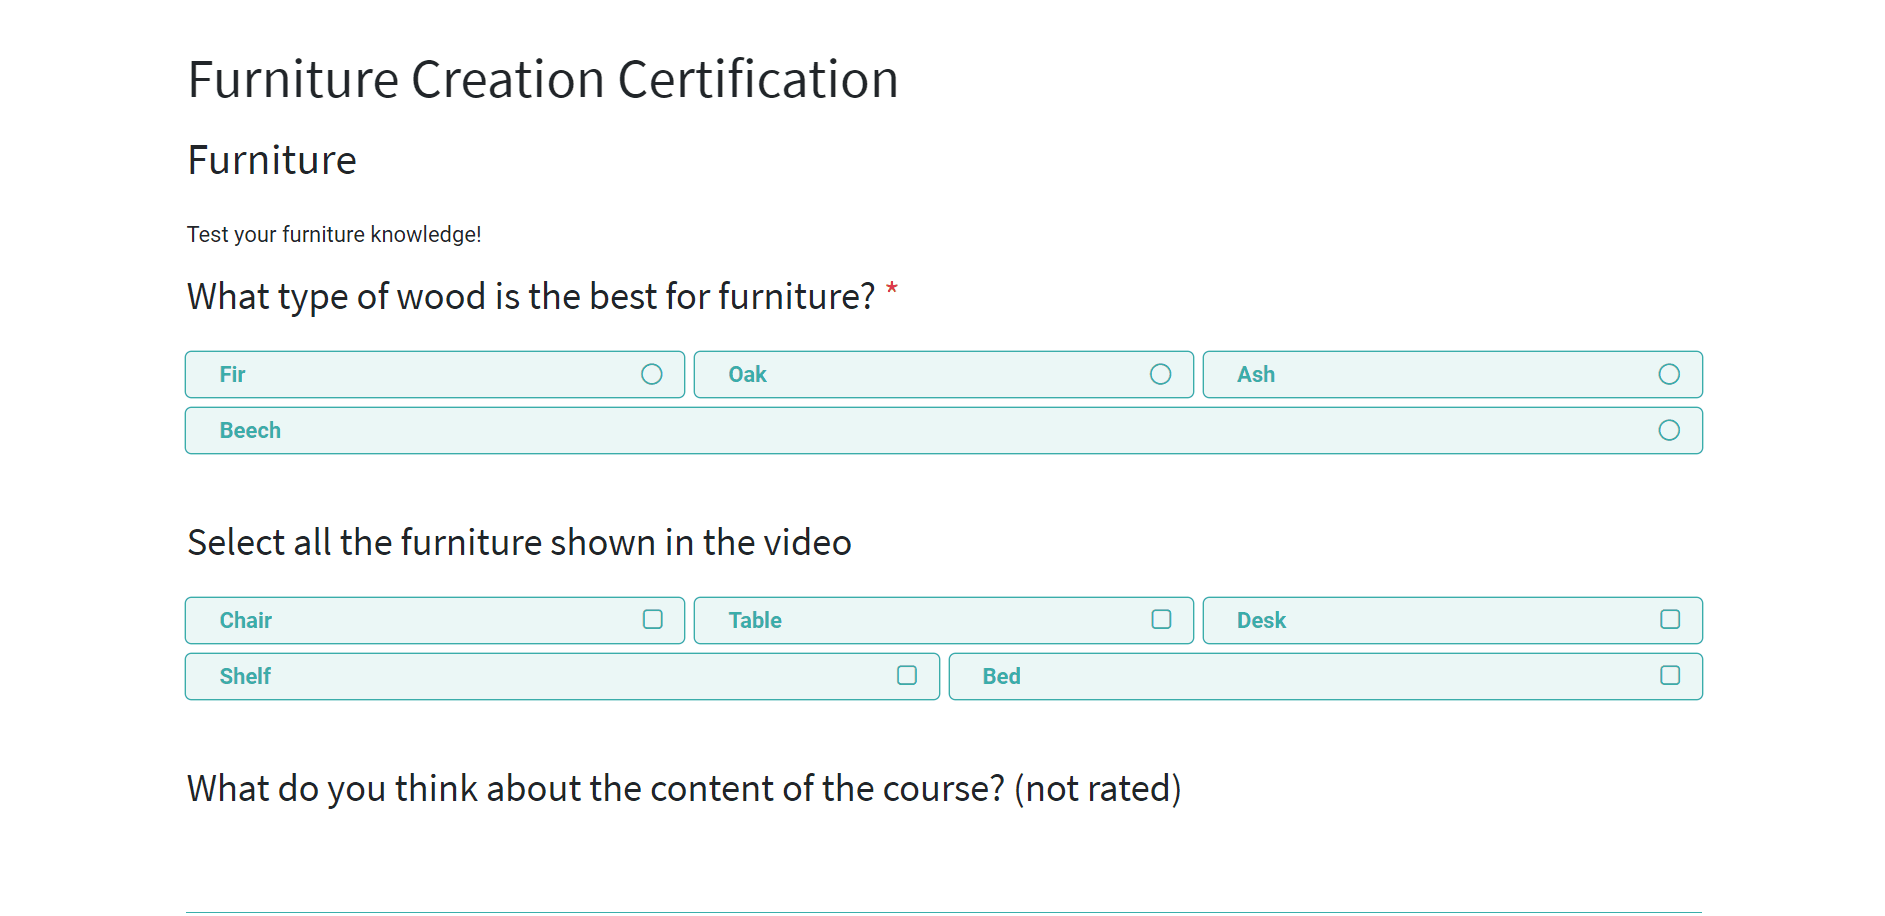 Furniture Creation Certification
Furniture
Test your furniture knowledge!
What type of wood is the best for furniture? *
Fir Oak Ash
Beech
Select all the furniture shown in the video
Chair Table Desk
Shelf Bed
What do you think about the content of the course? (not rated)